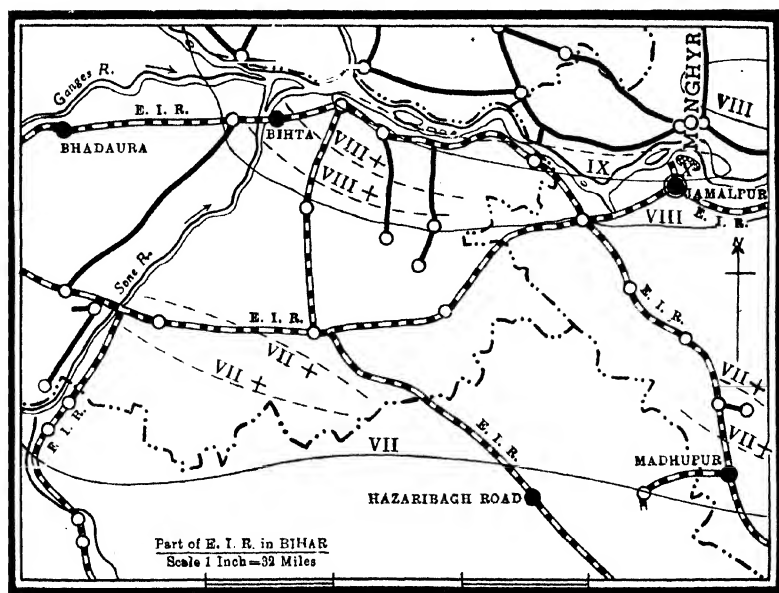 MONGHYR
VIII
Ganges R.
E. I. R.
BIHTA
BHADAURA
VIII +
VIII +
IX
JAMALPUR
VIII
E. I. R.
N
Sone R.
E. I. R.
E. I. R.
VII +
VII +
VII +
VII +
E. I. R.
E. I. R.
VII
MADHUPUR
HAZARIBAGH ROAD
Part of E. I. R. in BIHAR
Scale 1 Inch=32 Miles